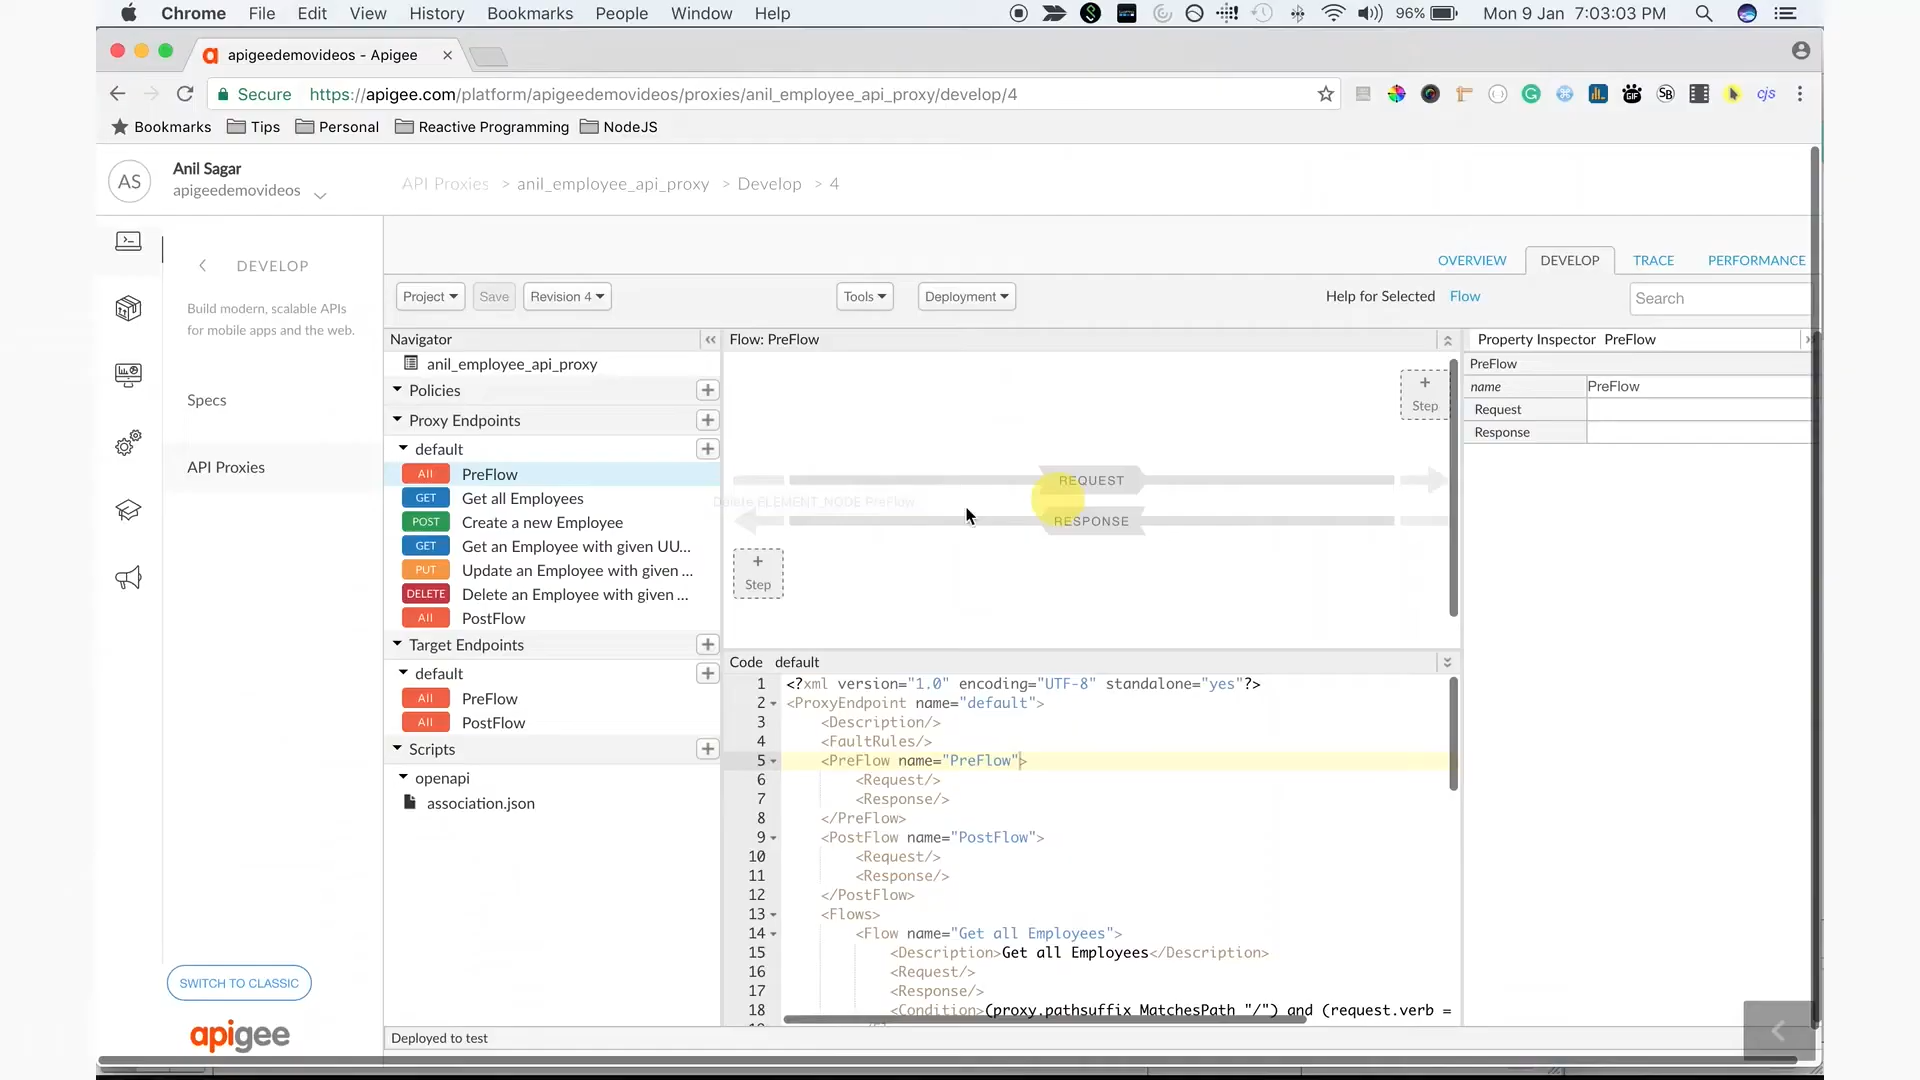 Chrome File Edit View History Bookmarks People Window Help 96% Mon 9 Jan 7:03:03 PM
apigeedemovideos - Apigee
Secure https://apigee.com/platform/apigeedemovideos/proxies/anil_employee_api_proxy/develop/4
Bookmarks Tips Personal Reactive Programming NodeJS
AS
Anil Sagar
apigeedemovideos
API Proxies > anil_employee_api_proxy > Develop > 4
DEVELOP
Build modern, scalable APIs
for mobile apps and the web.
Specs
API Proxies
SWITCH TO CLASSIC
apigee
OVERVIEW DEVELOP TRACE PERFORMANCE
Project Save Revision 4 Tools Deployment Help for Selected Flow Search
Navigator
anil_employee_api_proxy
Policies
Proxy Endpoints
default
All PreFlow
GET Get all Employees
POST Create a new Employee
GET Get an Employee with given UU...
PUT Update an Employee with given ...
DELETE Delete an Employee with given ...
All PostFlow
Target Endpoints
default
All PreFlow
All PostFlow
Scripts
openapi
association.json
Flow: PreFlow
+ Step
REQUEST
Delete ELEMENT_NODE PreFlow
RESPONSE
+ Step
Property Inspector PreFlow
PreFlow
name PreFlow
Request
Response
Code default
1 <?xml version="1.0" encoding="UTF-8" standalone="yes"?>
2 <ProxyEndpoint name="default">
3 <Description/>
4 <FaultRules/>
5 <PreFlow name="PreFlow">
6 <Request/>
7 <Response/>
8 </PreFlow>
9 <PostFlow name="PostFlow">
10 <Request/>
11 <Response/>
12 </PostFlow>
13 <Flows>
14 <Flow name="Get all Employees">
15 <Description>Get all Employees</Description>
16 <Request/>
17 <Response/>
18 <Condition>(proxy.pathsuffix MatchesPath "/") and (request.verb =
Deployed to test